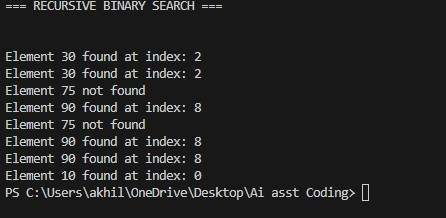 === RECURSIVE BINARY SEARCH ===
Element 30 found at index: 2
Element 30 found at index: 2
Element 75 not found
Element 90 found at index: 8
Element 75 not found
Element 90 found at index: 8
Element 90 found at index: 8
Element 10 found at index: 0
PS C:\Users\akhil\OneDrive\Desktop\Ai asst Coding>